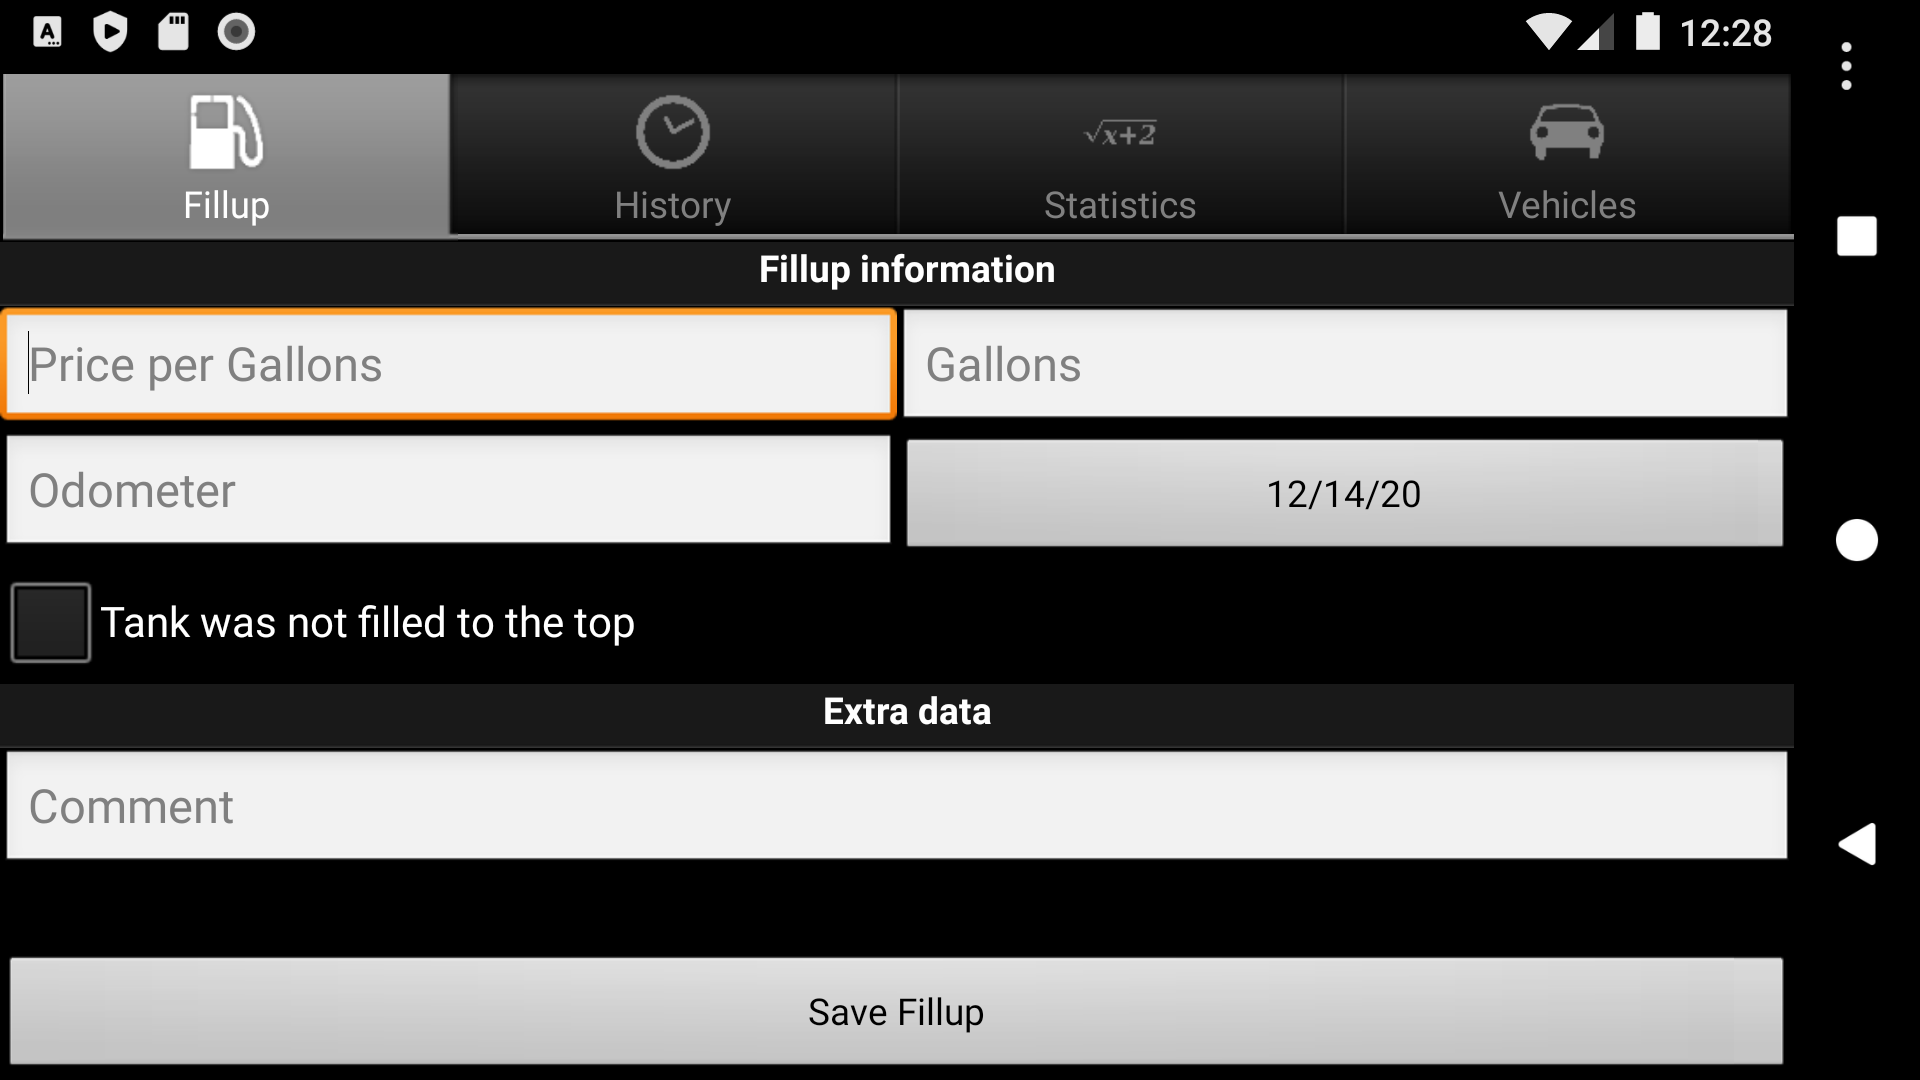 12:28
Fillup
History
√x+2
Statistics
Vehicles
Fillup information
Price per Gallons
Gallons
Odometer
12/14/20
Tank was not filled to the top
Extra data
Comment
Save Fillup